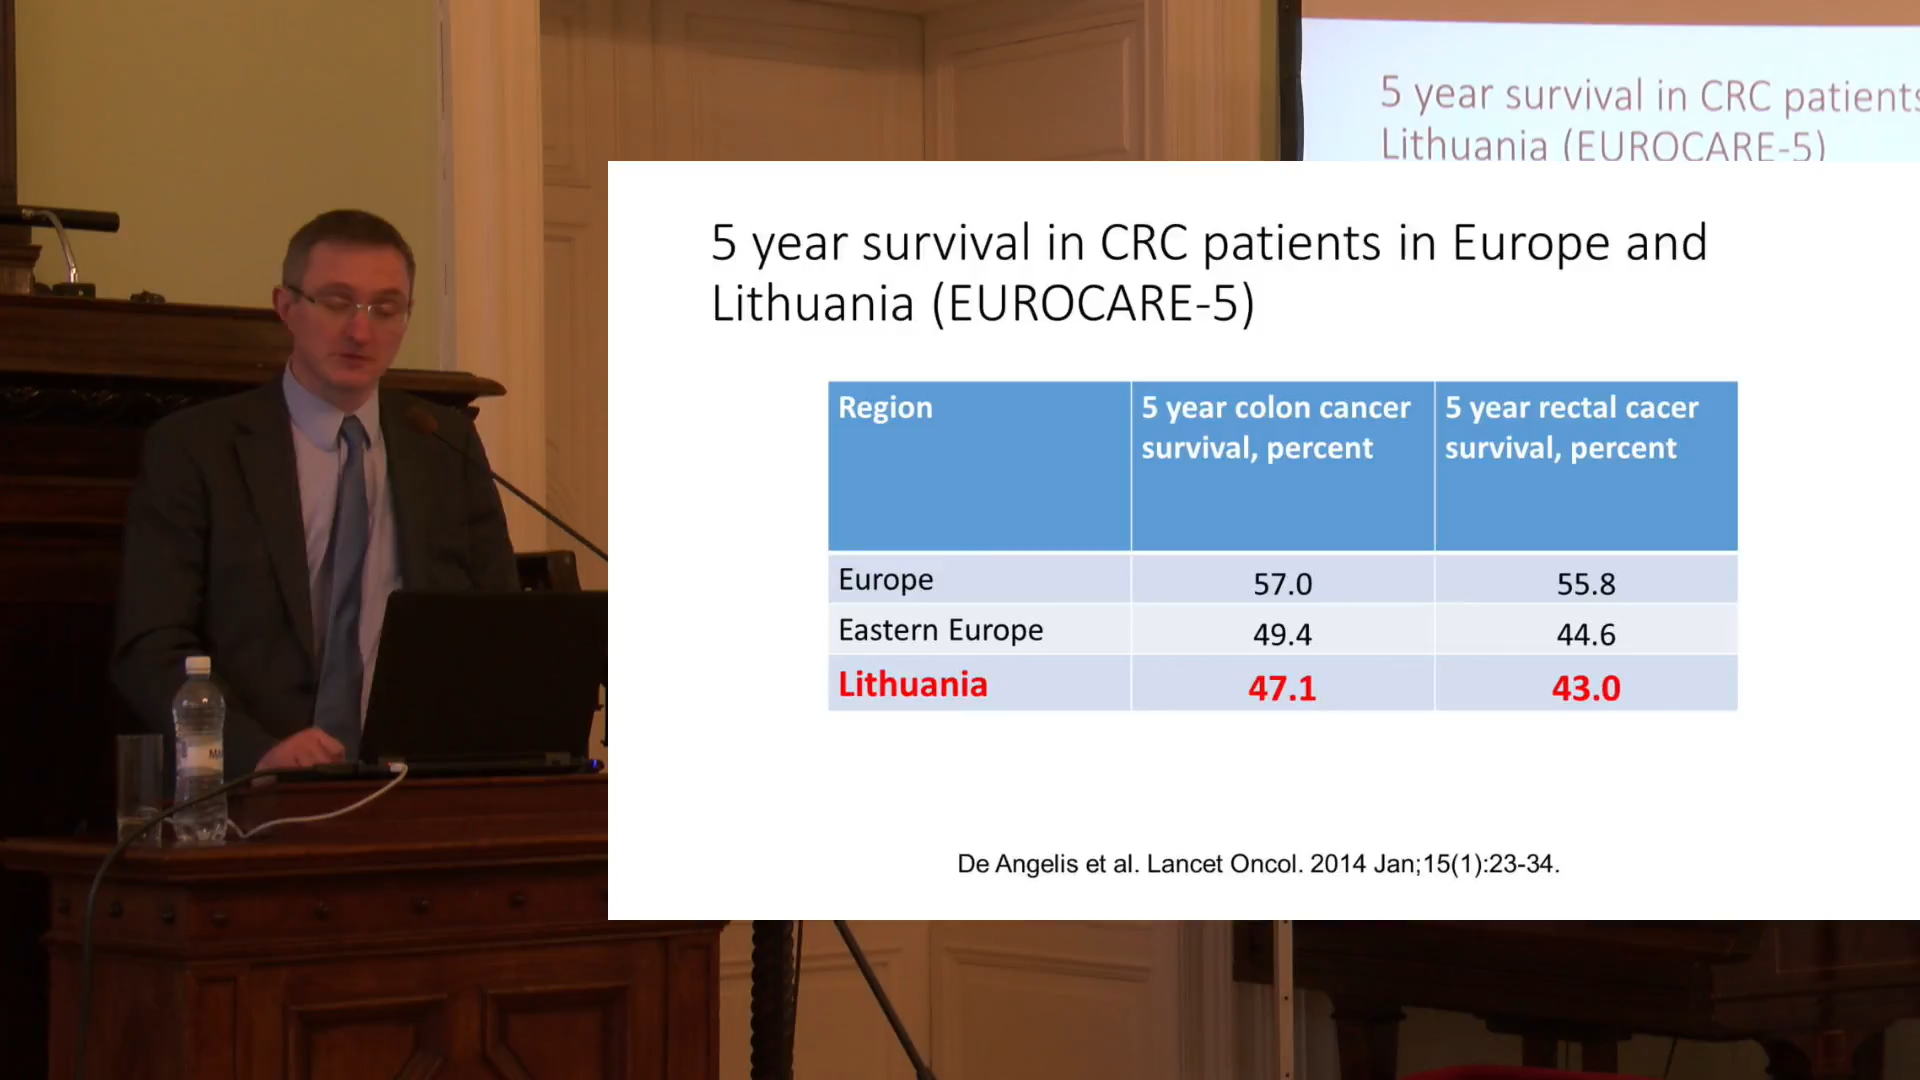 5 year survival in CRC patients
Lithuania (EUROCARE-5)
5 year survival in CRC patients in Europe and
Lithuania (EUROCARE-5)
Region
5 year colon cancer
survival, percent
5 year rectal cacer
survival, percent
Europe
57.0
55.8
Eastern Europe
49.4
44.6
Lithuania
47.1
43.0
De Angelis et al. Lancet Oncol. 2014 Jan;15(1):23-34.